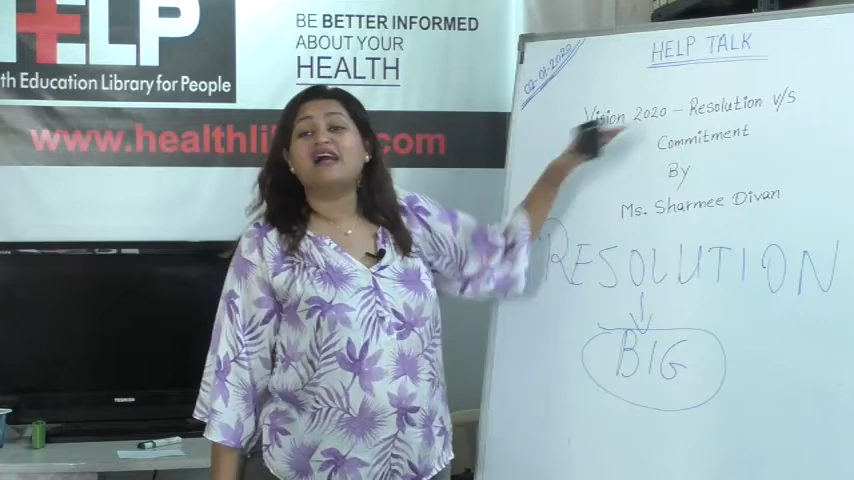 HELP
BE BETTER INFORMED
ABOUT YOUR
HEALTH
th Education Library for People
www.healthli
com
02-01-2020
HELP TALK
Vision 2020 - Resolution v/s
Commitment
By
Ms. Sharmee Divan
RESOLUTION
BIG